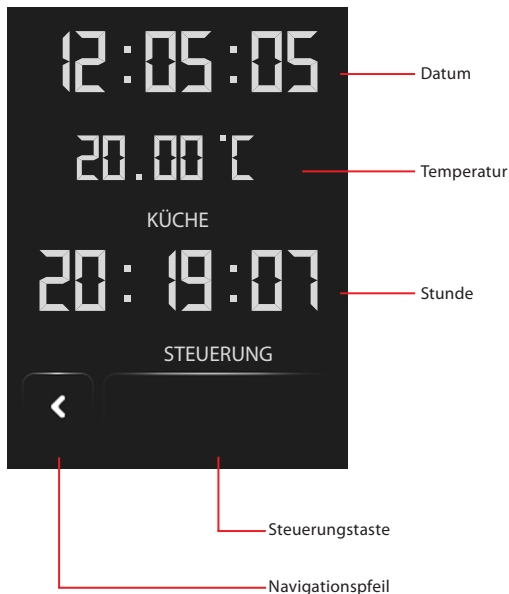 12:05:05
Datum
20.00 °C
Temperatur
KÜCHE
20:19:07
Stunde
STEUERUNG
Steuerungstaste
Navigationspfeil